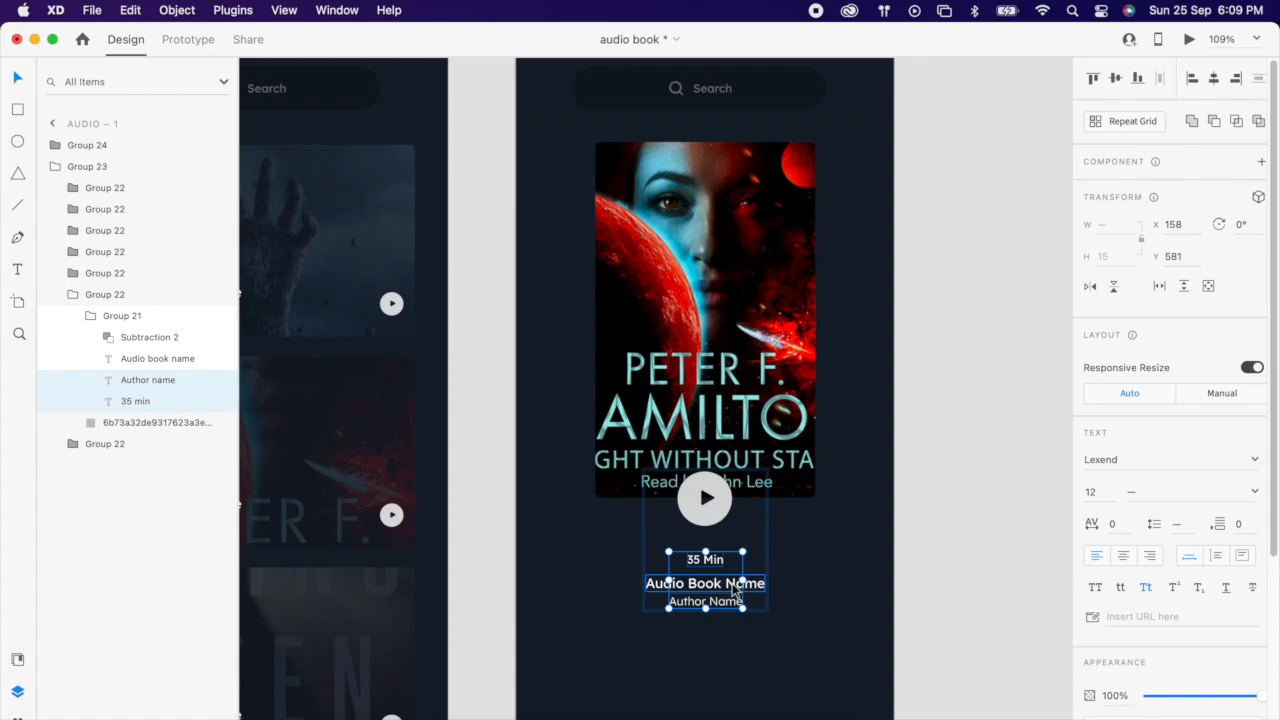 XD File Edit Object Plugins View Window Help Sun 25 Sep 6:09 PM
Design Prototype Share audio book * 109%
All Items
AUDIO – 1
Group 24
Group 23
Group 22
Group 22
Group 22
Group 22
Group 22
Group 22
Group 21
Subtraction 2
Audio book name
Author name
35 min
6b73a32de9317623a3e...
Group 22
Search
ER F.
TEN
Search
PETER F.
AMILTO
GHT WITHOUT STA
Read hn Lee
35 Min
Audio Book Name
Author Name
Repeat Grid
COMPONENT
TRANSFORM
W — X 158 0°
H 15 Y 581
LAYOUT
Responsive Resize
Auto Manual
TEXT
Lexend
12 —
AV 0 — 0
TT tt Tt T¹ T₁ T T
Insert URL here
APPEARANCE
100%